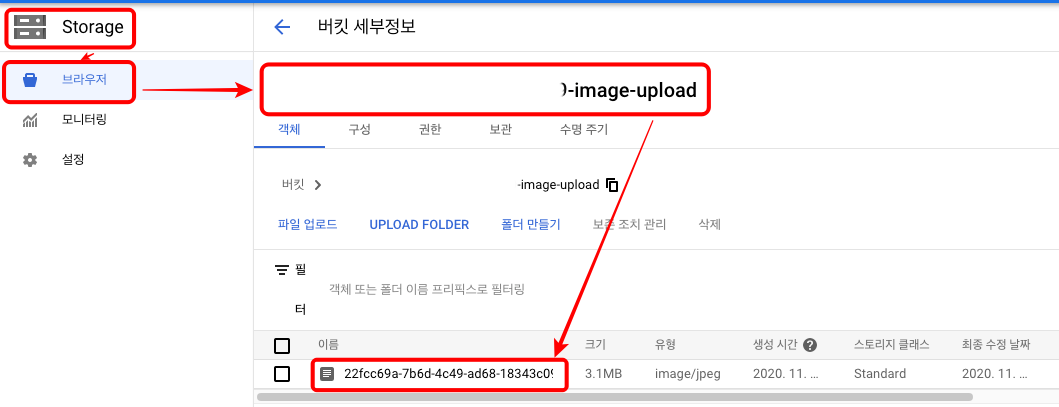 Storage
버킷 세부정보
브라우저
-image-upload
모니터링
객체 구성 권한 보관 수명 주기
설정
버킷 -image-upload
파일 업로드 UPLOAD FOLDER 폴더 만들기 보존 조치 관리 삭제
필
터
객체 또는 폴더 이름 프리픽스로 필터링
이름 크기 유형 생성 시간 스토리지 클래스 최종 수정 날짜
22fcc69a-7b6d-4c49-ad68-18343c09 3.1MB image/jpeg 2020. 11. ... Standard 2020. 11. ...